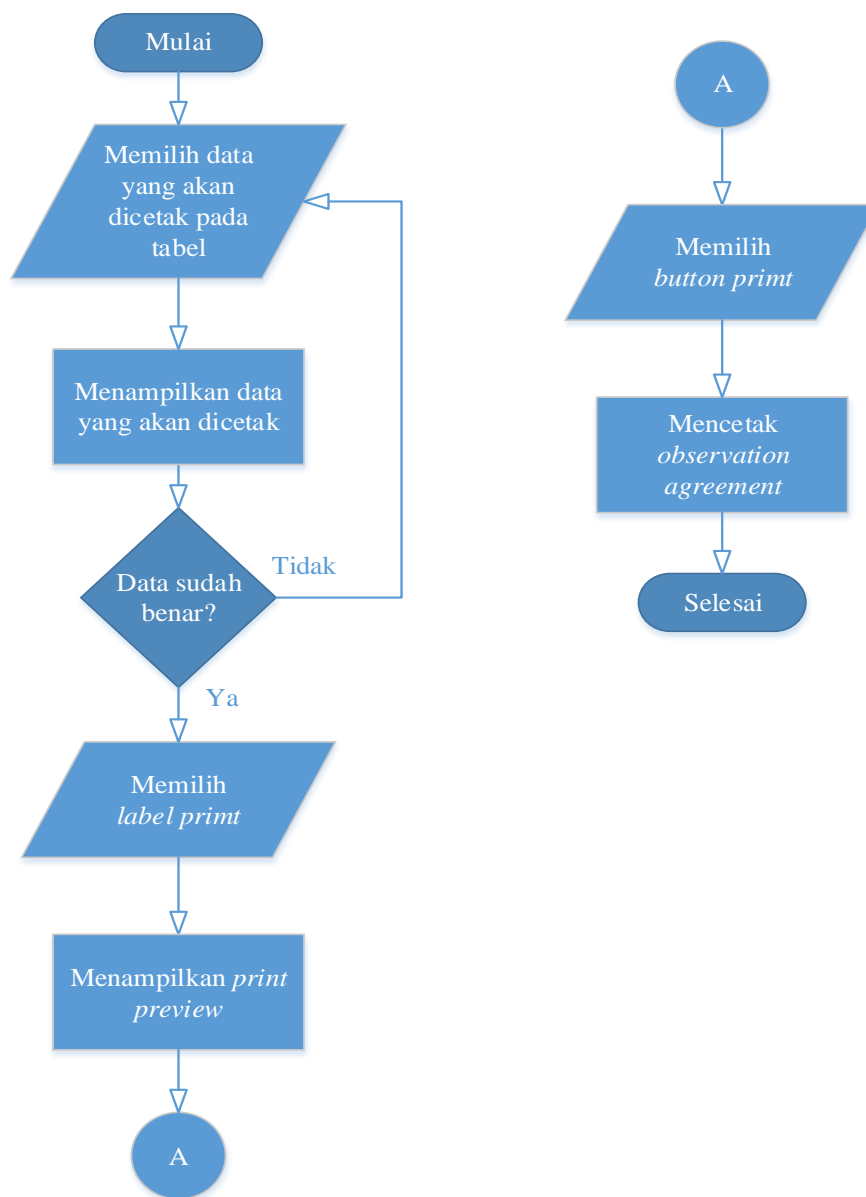 Mulai
Memilih data
yang akan
dicetak pada
tabel
Menampilkan data
yang akan dicetak
Data sudah
benar?
Tidak
Ya
Memilih
label primt
Menampilkan print
preview
A
A
Memilih
button primt
Mencetak
observation
agreement
Selesai